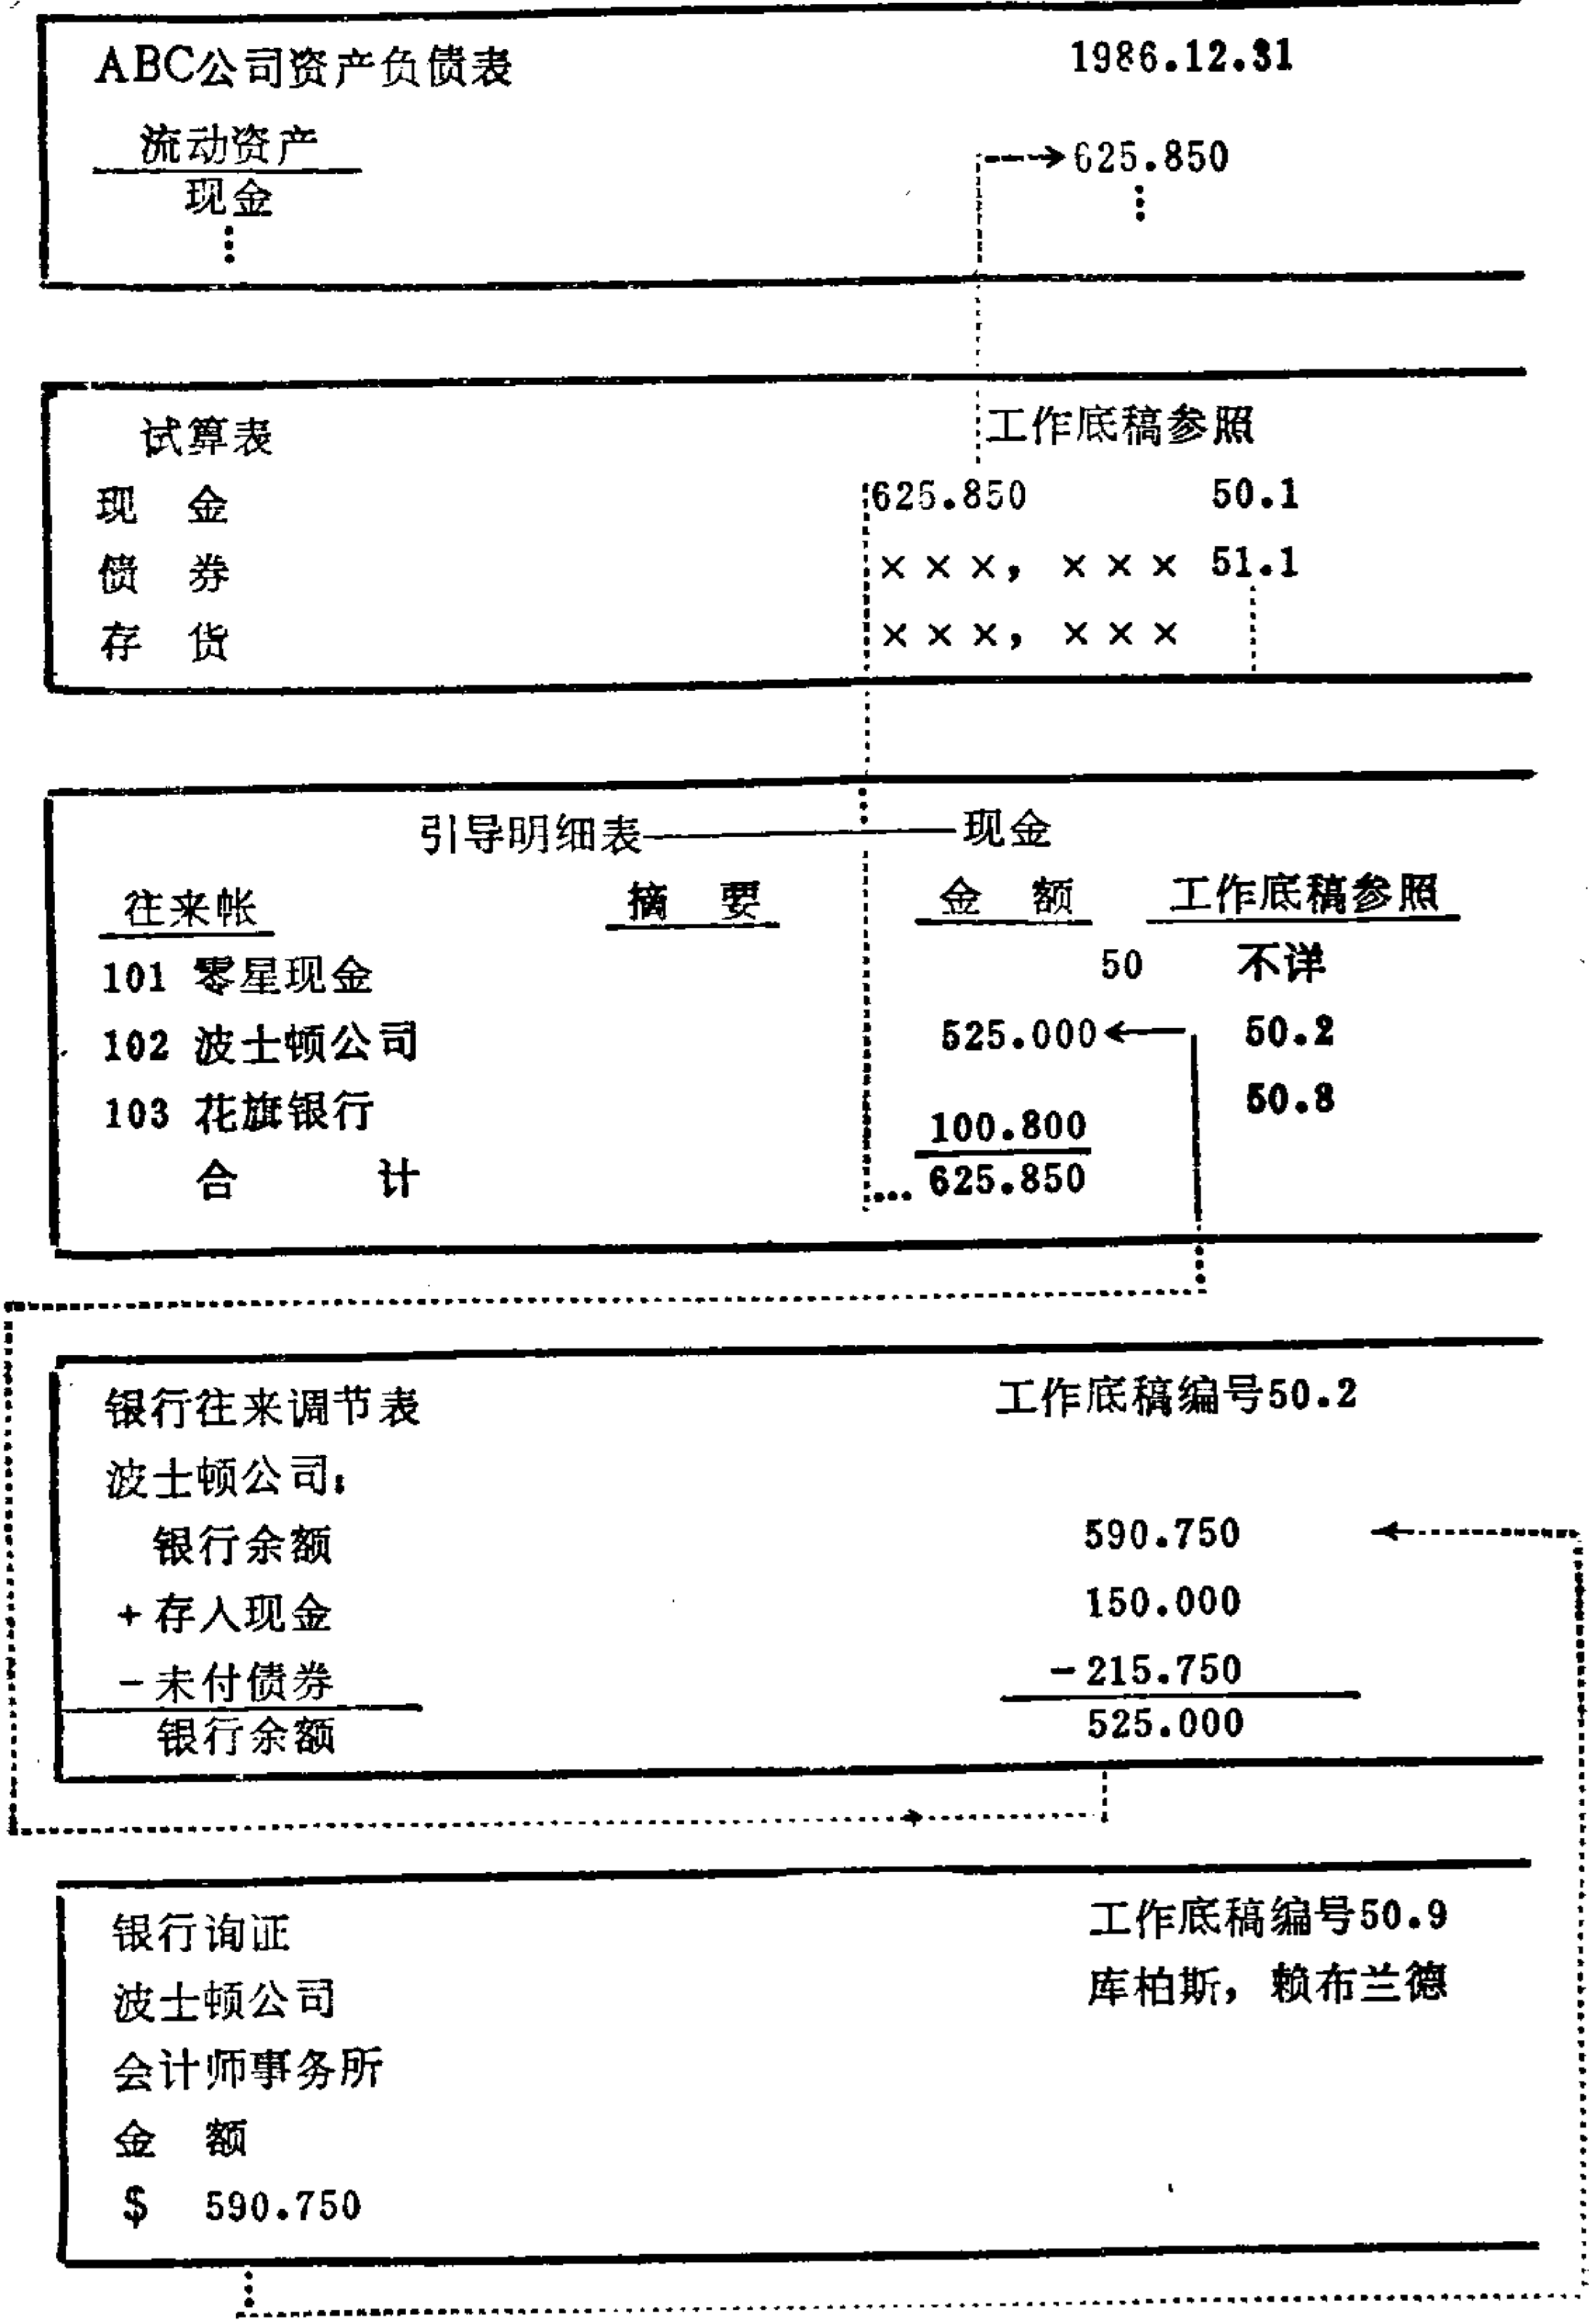 ABC公司资产负债表 1986.12.31
流动资产 625.850
现金
试算表 工作底稿参照
现 金 625.850 50.1
债 券 ×××，××× 51.1
存 货 ×××，×××
引导明细表——现金
往来帐 摘 要 金 额 工作底稿参照
101 零星现金 50 不详
102 波士顿公司 525.000 50.2
103 花旗银行 100.800 50.8
合 计 625.850
银行往来调节表 工作底稿编号50.2
波士顿公司：
银行余额 590.750
+存入现金 150.000
-未付债券 -215.750
银行余额 525.000
银行询证 工作底稿编号50.9
波士顿公司 库柏斯，赖布兰德
会计师事务所
金 额
$ 590.750